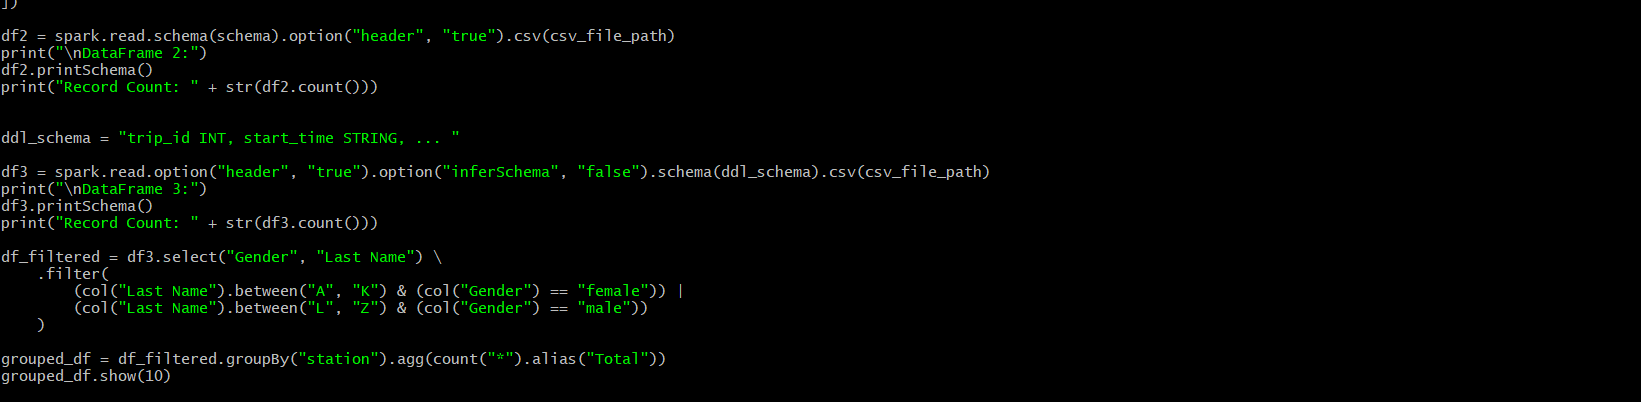 ])
df2 = spark.read.schema(schema).option("header", "true").csv(csv_file_path)
print("\nDataFrame 2:")
df2.printSchema()
print("Record Count: " + str(df2.count()))
ddl_schema = "trip_id INT, start_time STRING, ... "
df3 = spark.read.option("header", "true").option("inferSchema", "false").schema(ddl_schema).csv(csv_file_path)
print("\nDataFrame 3:")
df3.printSchema()
print("Record Count: " + str(df3.count()))
df_filtered = df3.select("Gender", "Last Name") \
    .filter(
        (col("Last Name").between("A", "K") & (col("Gender") == "female")) |
        (col("Last Name").between("L", "Z") & (col("Gender") == "male"))
    )
grouped_df = df_filtered.groupBy("station").agg(count("*").alias("Total"))
grouped_df.show(10)